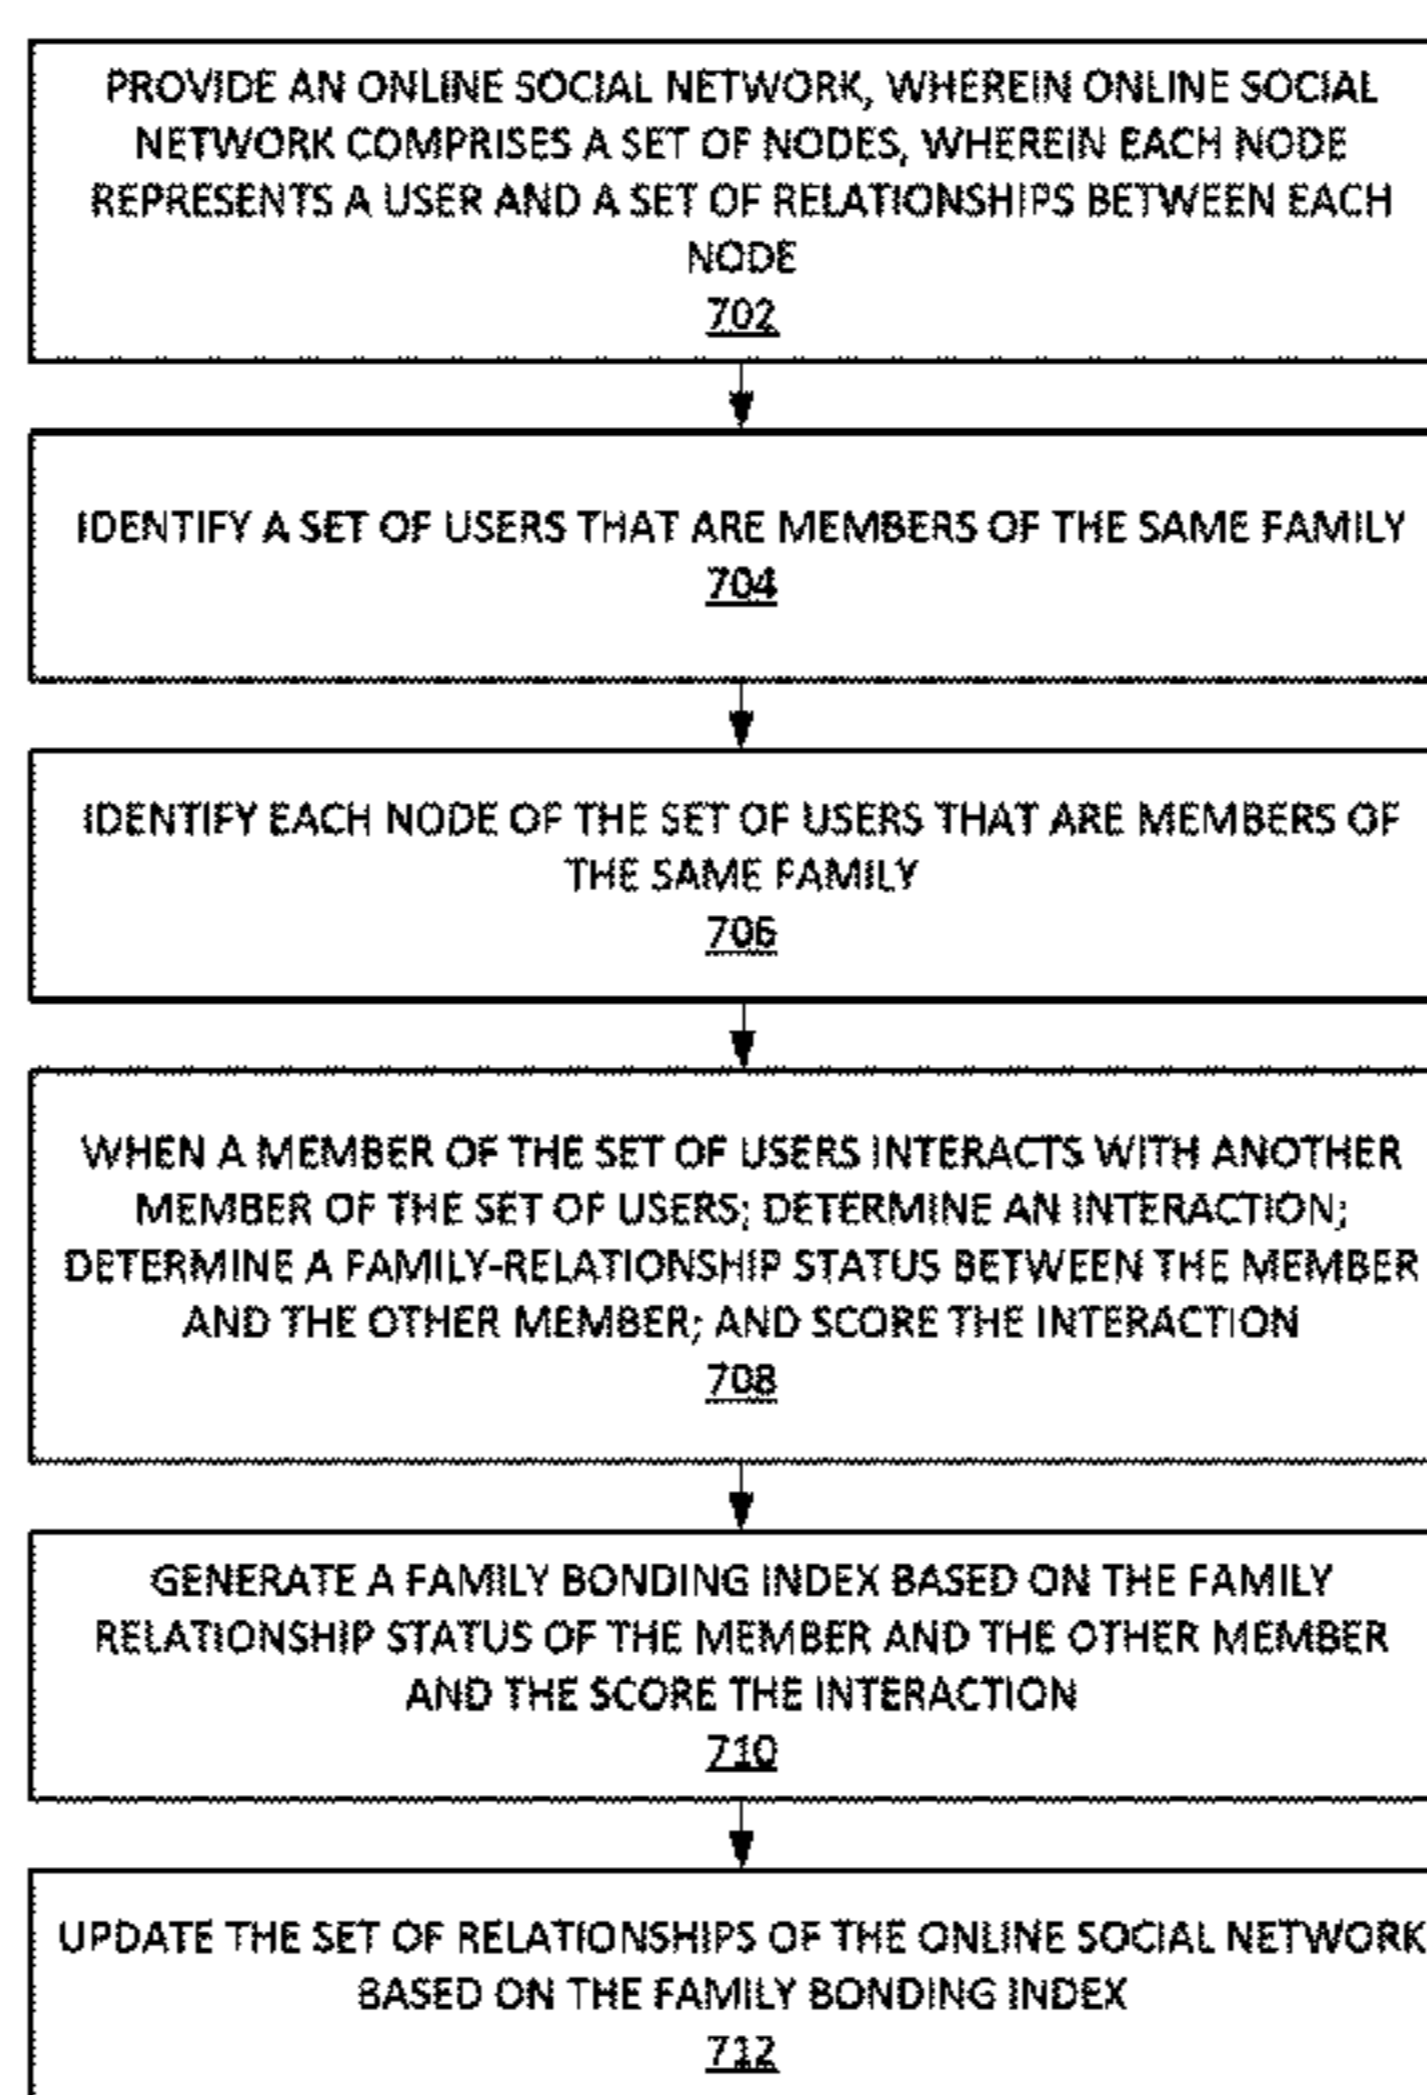 PROVIDE AN ONLINE SOCIAL NETWORK, WHEREIN ONLINE SOCIAL
NETWORK COMPRISES A SET OF NODES, WHEREIN EACH NODE
REPRESENTS A USER AND A SET OF RELATIONSHIPS BETWEEN EACH
NODE
702
IDENTIFY A SET OF USERS THAT ARE MEMBERS OF THE SAME FAMILY
704
IDENTIFY EACH NODE OF THE SET OF USERS THAT ARE MEMBERS OF
THE SAME FAMILY
706
WHEN A MEMBER OF THE SET OF USERS INTERACTS WITH ANOTHER
MEMBER OF THE SET OF USERS; DETERMINE AN INTERACTION;
DETERMINE A FAMILY-RELATIONSHIP STATUS BETWEEN THE MEMBER
AND THE OTHER MEMBER; AND SCORE THE INTERACTION
708
GENERATE A FAMILY BONDING INDEX BASED ON THE FAMILY
RELATIONSHIP STATUS OF THE MEMBER AND THE OTHER MEMBER
AND THE SCORE THE INTERACTION
710
UPDATE THE SET OF RELATIONSHIPS OF THE ONLINE SOCIAL NETWORK
BASED ON THE FAMILY BONDING INDEX
712